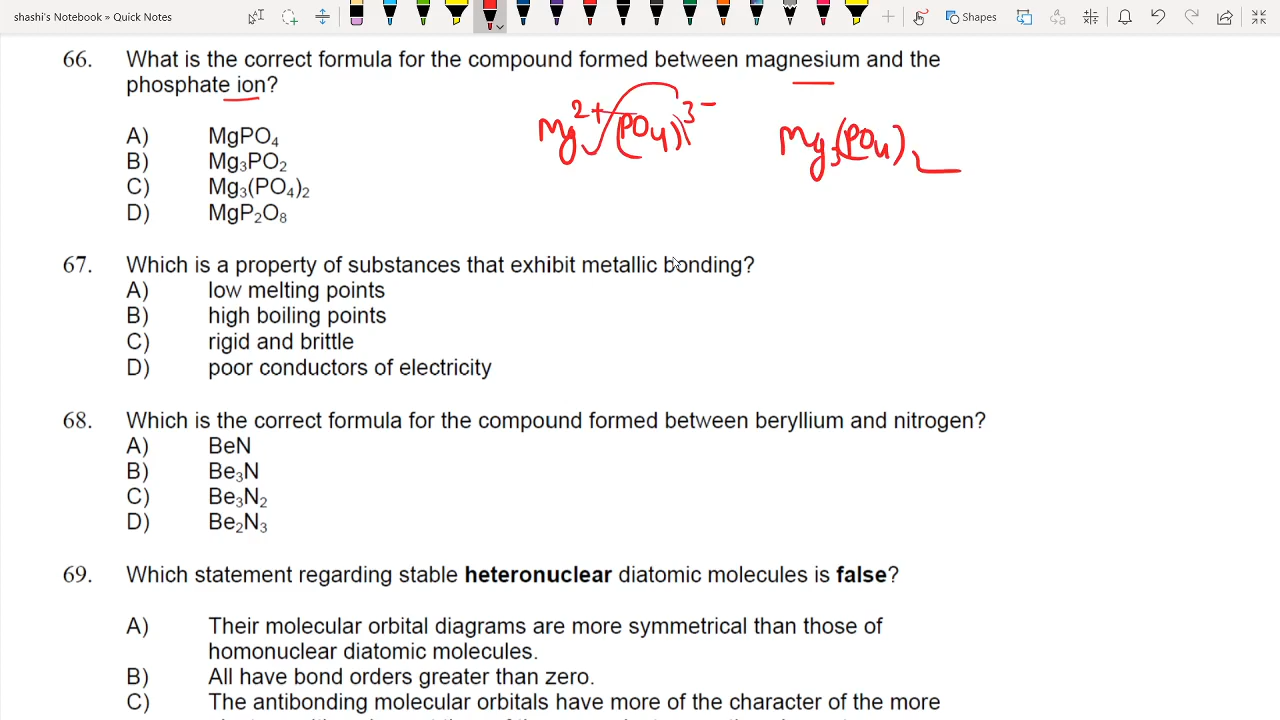 shashi's Notebook » Quick Notes
Shapes
66. What is the correct formula for the compound formed between magnesium and the
phosphate ion?
Mg²⁺ (PO₄)³⁻ Mg₃(PO₄)₂
A) MgPO₄
B) Mg₃PO₂
C) Mg₃(PO₄)₂
D) MgP₂O₈
67. Which is a property of substances that exhibit metallic bonding?
A) low melting points
B) high boiling points
C) rigid and brittle
D) poor conductors of electricity
68. Which is the correct formula for the compound formed between beryllium and nitrogen?
A) BeN
B) Be₃N
C) Be₃N₂
D) Be₂N₃
69. Which statement regarding stable heteronuclear diatomic molecules is false?
A) Their molecular orbital diagrams are more symmetrical than those of
homonuclear diatomic molecules.
B) All have bond orders greater than zero.
C) The antibonding molecular orbitals have more of the character of the more